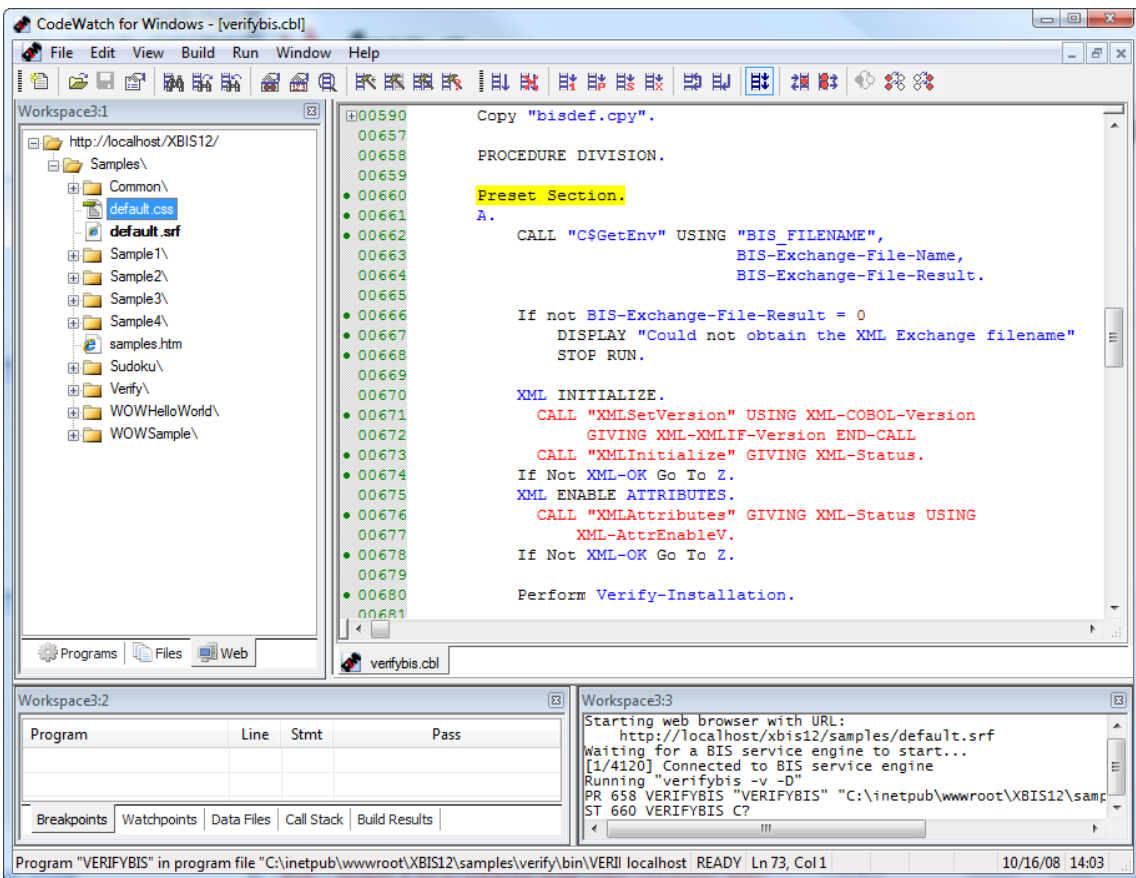 CodeWatch for Windows - [verifybis.cbl]
File Edit View Build Run Window Help
Workspace3:1
http://localhost/XBIS12/
Samples\
Common\
default.css
default.srf
Sample1\
Sample2\
Sample3\
Sample4\
samples.htm
Sudoku\
Verify\
WOWHelloWorld\
WOWSample\
Programs Files Web
00590 Copy "bisdef.cpy".
00657
00658 PROCEDURE DIVISION.
00659
00660 Preset Section.
00661 A.
00662 CALL "C$GetEnv" USING "BIS_FILENAME",
00663 BIS-Exchange-File-Name,
00664 BIS-Exchange-File-Result.
00665
00666 If not BIS-Exchange-File-Result = 0
00667 DISPLAY "Could not obtain the XML Exchange filename"
00668 STOP RUN.
00669
00670 XML INITIALIZE.
00671 CALL "XMLSetVersion" USING XML-COBOL-Version
00672 GIVING XML-XMLIF-Version END-CALL
00673 CALL "XMLInitialize" GIVING XML-Status.
00674 If Not XML-OK Go To Z.
00675 XML ENABLE ATTRIBUTES.
00676 CALL "XMLAttributes" GIVING XML-Status USING
00677 XML-AttrEnableV.
00678 If Not XML-OK Go To Z.
00679
00680 Perform Verify-Installation.
00681
verifybis.cbl
Workspace3:2
Program Line Stmt Pass
Breakpoints Watchpoints Data Files Call Stack Build Results
Workspace3:3
Starting web browser with URL:
http://localhost/xbis12/samples/default.srf
Waiting for a BIS service engine to start...
[1/4120] Connected to BIS service engine
Running "verifybis -v -D"
PR 658 VERIFYBIS "VERIFYBIS" "C:\inetpub\wwwroot\XBIS12\samp
ST 660 VERIFYBIS C?
Program "VERIFYBIS" in program file "C:\inetpub\wwwroot\XBIS12\samples\verify\bin\VERI localhost READY Ln 73, Col 1 10/16/08 14:03